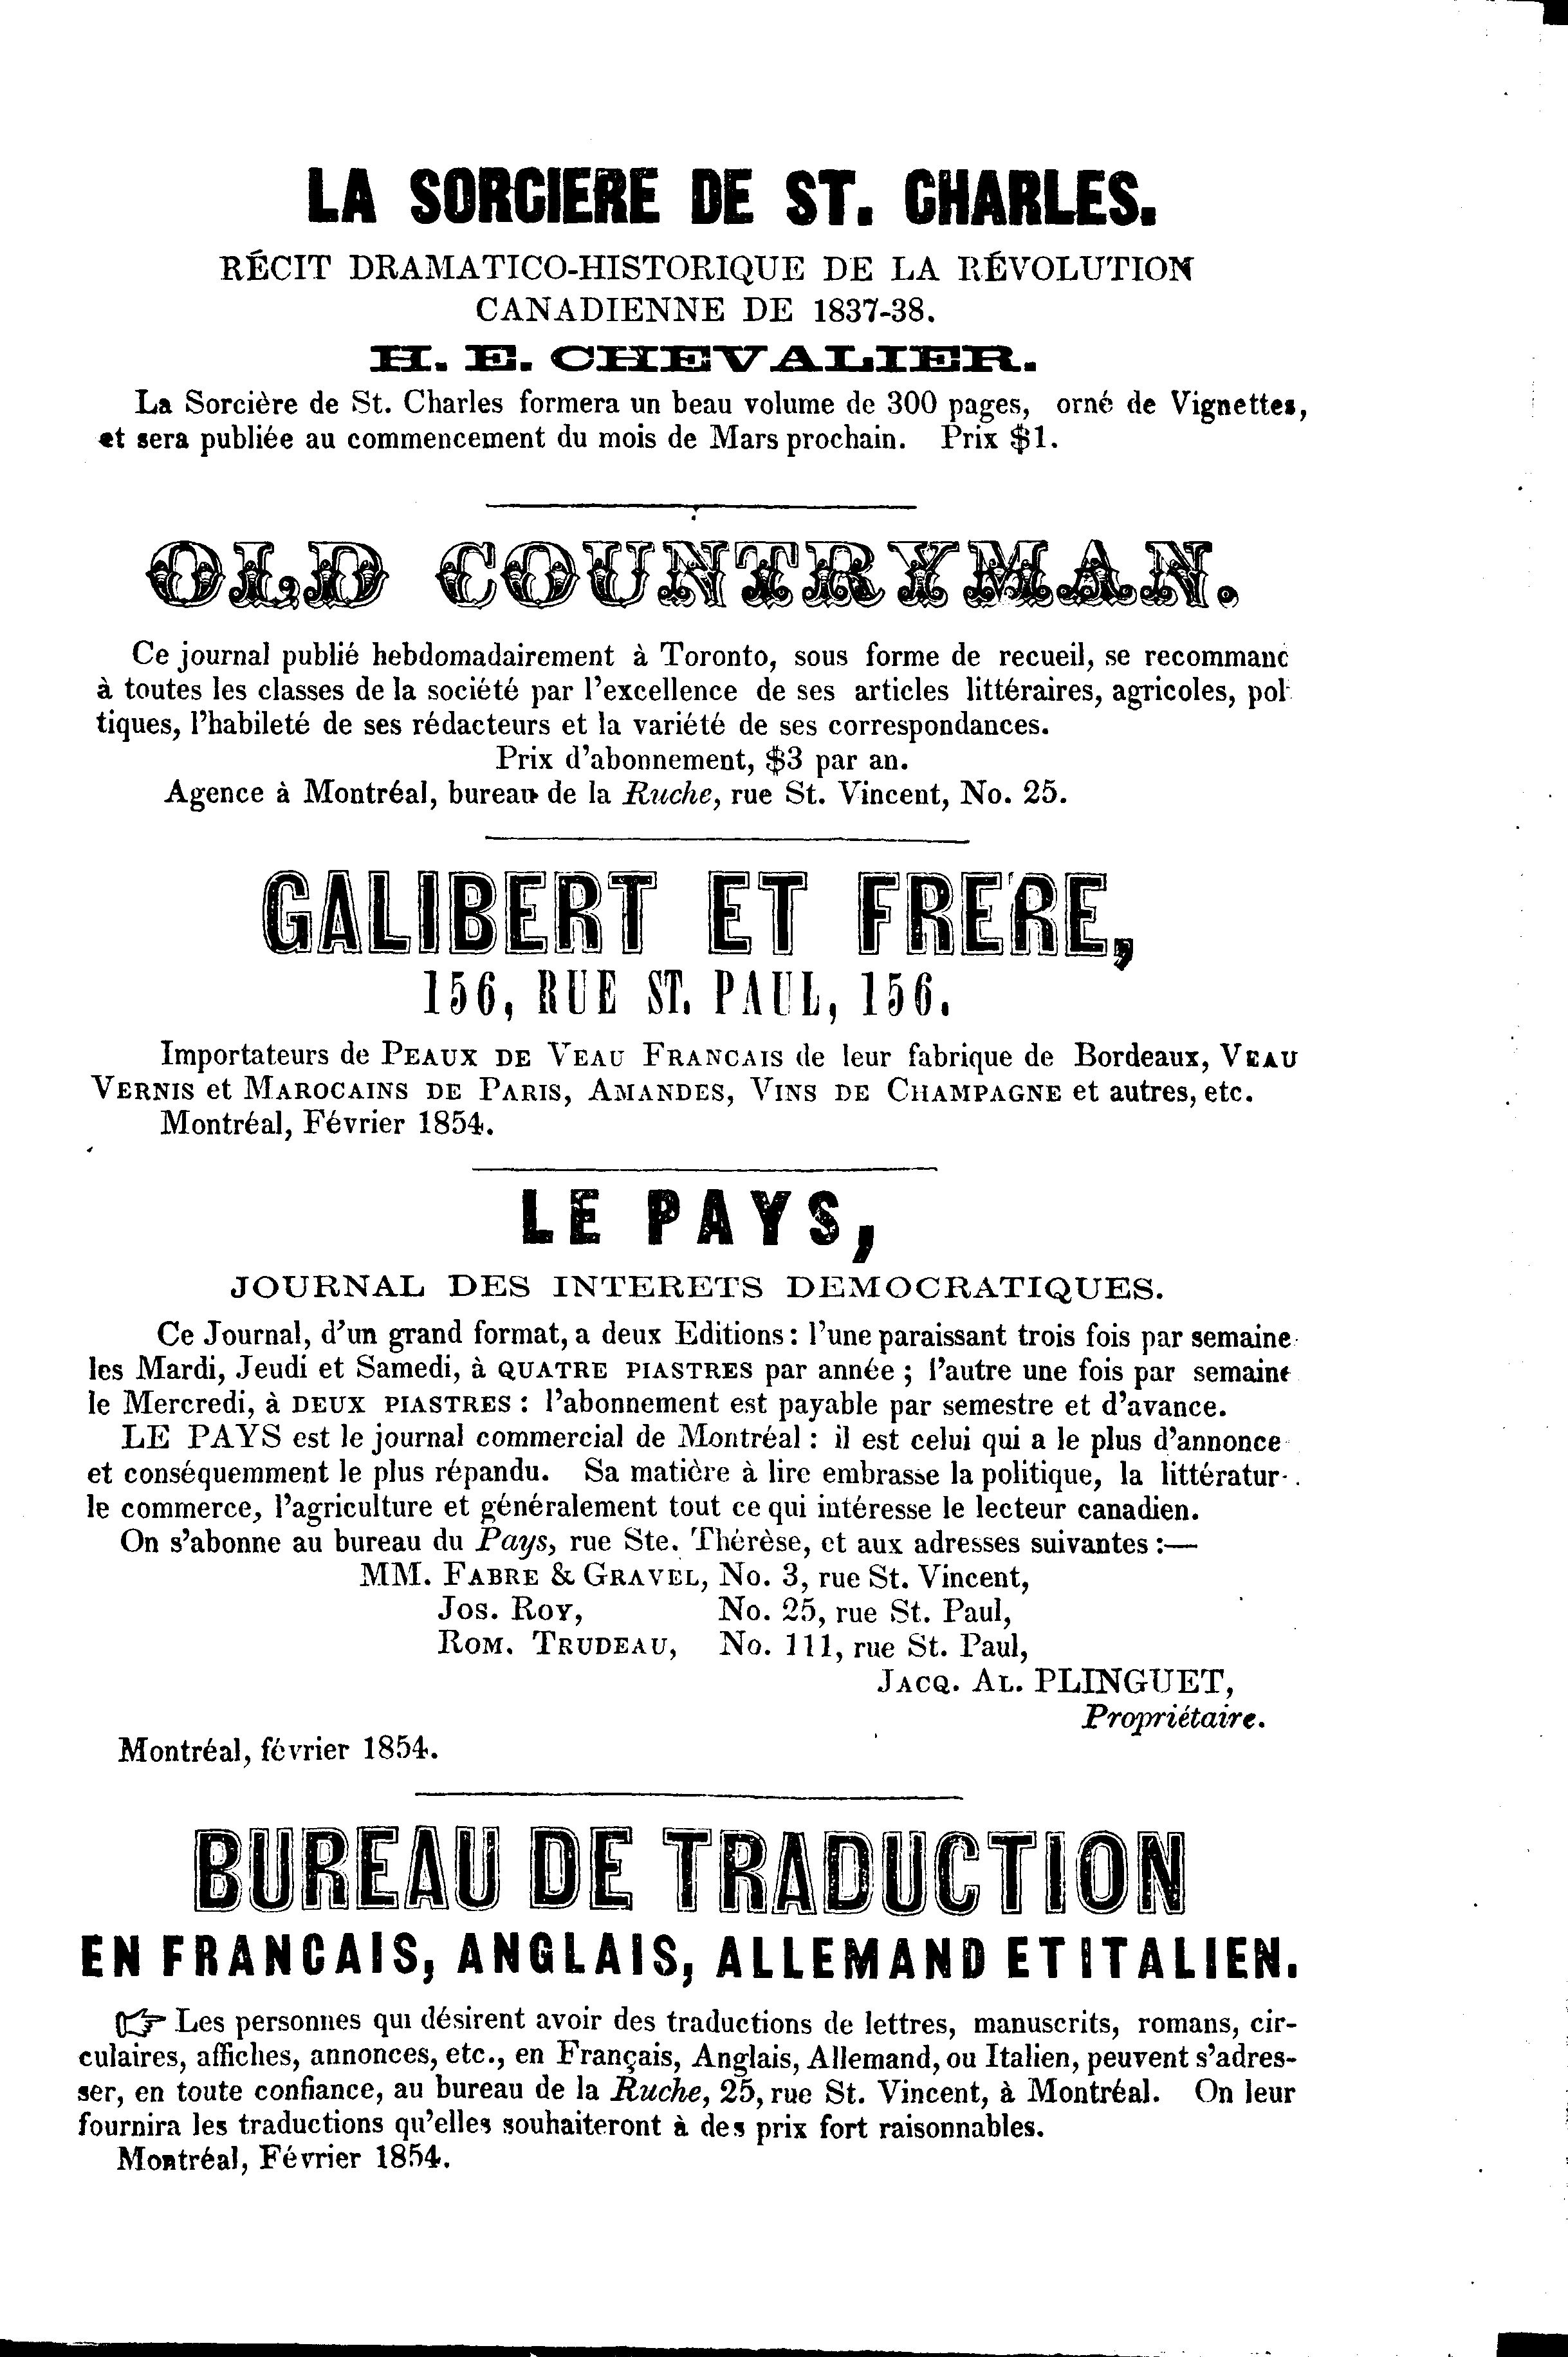 LA SORCIERE DE ST. CHARLES.
RÉCIT DRAMATICO-HISTORIQUE DE LA RÉVOLUTION
CANADIENNE DE 1837-38.
H. E. CHEVALIER.
La Sorcière de St. Charles formera un beau volume de 300 pages, orné de Vignettes,
et sera publiée au commencement du mois de Mars prochain. Prix $1.
OLD COUNTRYMAN.
Ce journal publié hebdomadairement à Toronto, sous forme de recueil, se recommand
à toutes les classes de la société par l'excellence de ses articles littéraires, agricoles, pol
tiques, l'habileté de ses rédacteurs et la variété de ses correspondances.
Prix d'abonnement, $3 par an.
Agence à Montréal, bureau de la Ruche, rue St. Vincent, No. 25.
GALIBERT ET FRERE,
156, RUE ST. PAUL, 156.
Importateurs de PEAUX DE VEAU FRANCAIS de leur fabrique de Bordeaux, VEAU
VERNIS et MAROCAINS DE PARIS, AMANDES, VINS DE CHAMPAGNE et autres, etc.
Montréal, Février 1854.
LE PAYS,
JOURNAL DES INTERETS DEMOCRATIQUES.
Ce Journal, d'un grand format, a deux Editions : l'une paraissant trois fois par semaine
les Mardi, Jeudi et Samedi, à QUATRE PIASTRES par année ; l'autre une fois par semaine
le Mercredi, à DEUX PIASTRES : l'abonnement est payable par semestre et d'avance.
LE PAYS est le journal commercial de Montréal : il est celui qui a le plus d'annonce
et conséquemment le plus répandu. Sa matière à lire embrasse la politique, la littératur
le commerce, l'agriculture et généralement tout ce qui intéresse le lecteur canadien.
On s'abonne au bureau du Pays, rue Ste. Thérèse, et aux adresses suivantes :—
MM. FABRE & GRAVEL, No. 3, rue St. Vincent,
JOS. ROY, No. 25, rue St. Paul,
ROM. TRUDEAU, No. 111, rue St. Paul,
JACQ. AL. PLINGUET,
Propriétaire.
Montréal, février 1854.
BUREAU DE TRADUCTION
EN FRANCAIS, ANGLAIS, ALLEMAND ET ITALIEN.
☞ Les personnes qui désirent avoir des traductions de lettres, manuscrits, romans, cir-
culaires, affiches, annonces, etc., en Français, Anglais, Allemand, ou Italien, peuvent s'adres-
ser, en toute confiance, au bureau de la Ruche, 25, rue St. Vincent, à Montréal. On leur
fournira les traductions qu'elles souhaiteront à des prix fort raisonnables.
Montréal, Février 1854.